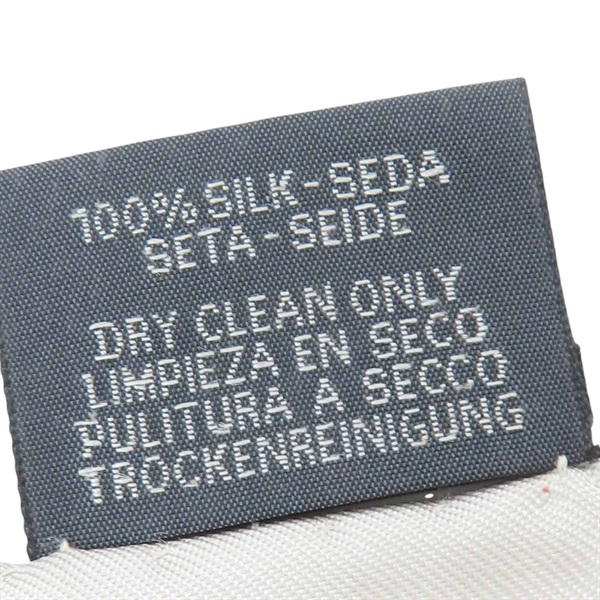 100% SILK-SEDA
SETA-SEIDE
DRY CLEAN ONLY
LIMPIEZA EN SECO
PULITURA A SECCO
TROCKENREINIGUNG